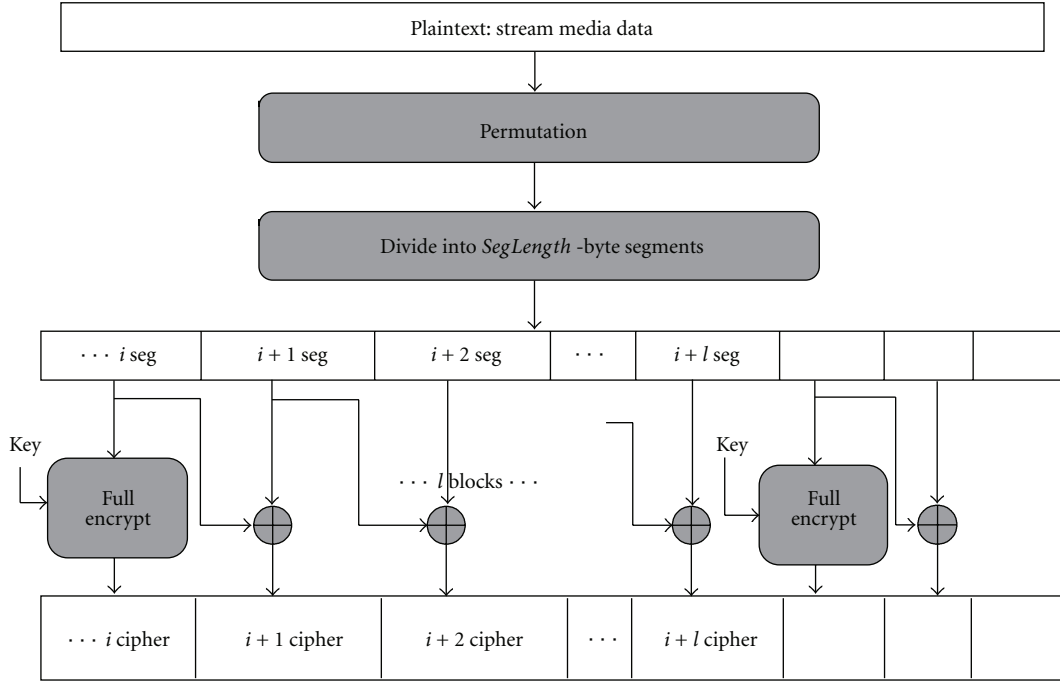 Plaintext: stream media data
Permutation
Divide into SegLength -byte segments
· · · i seg
i + 1 seg
i + 2 seg
· · ·
i + l seg
Key
Full
encrypt
· · · l blocks · · ·
Key
Full
encrypt
· · · i cipher
i + 1 cipher
i + 2 cipher
· · ·
i + l cipher